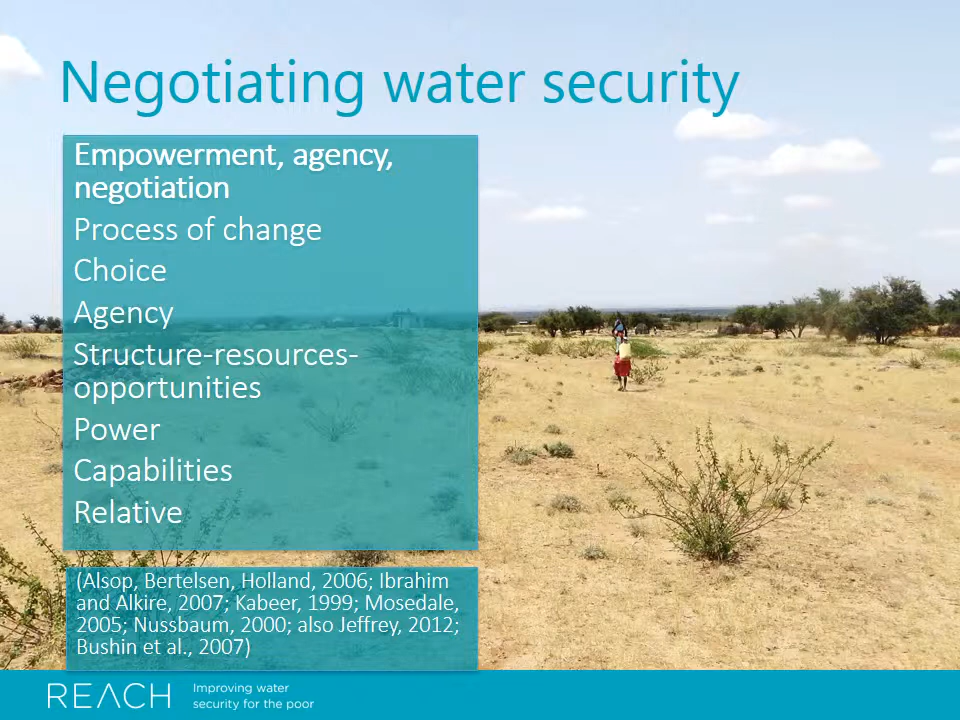 Negotiating water security
Empowerment, agency,
negotiation
Process of change
Choice
Agency
Structure-resources-
opportunities
Power
Capabilities
Relative
(Alsop, Bertelsen, Holland, 2006; Ibrahim
and Alkire, 2007; Kabeer, 1999; Mosedale,
2005; Nussbaum, 2000; also Jeffrey, 2012;
Bushin et al., 2007)
REACH
Improving water
security for the poor